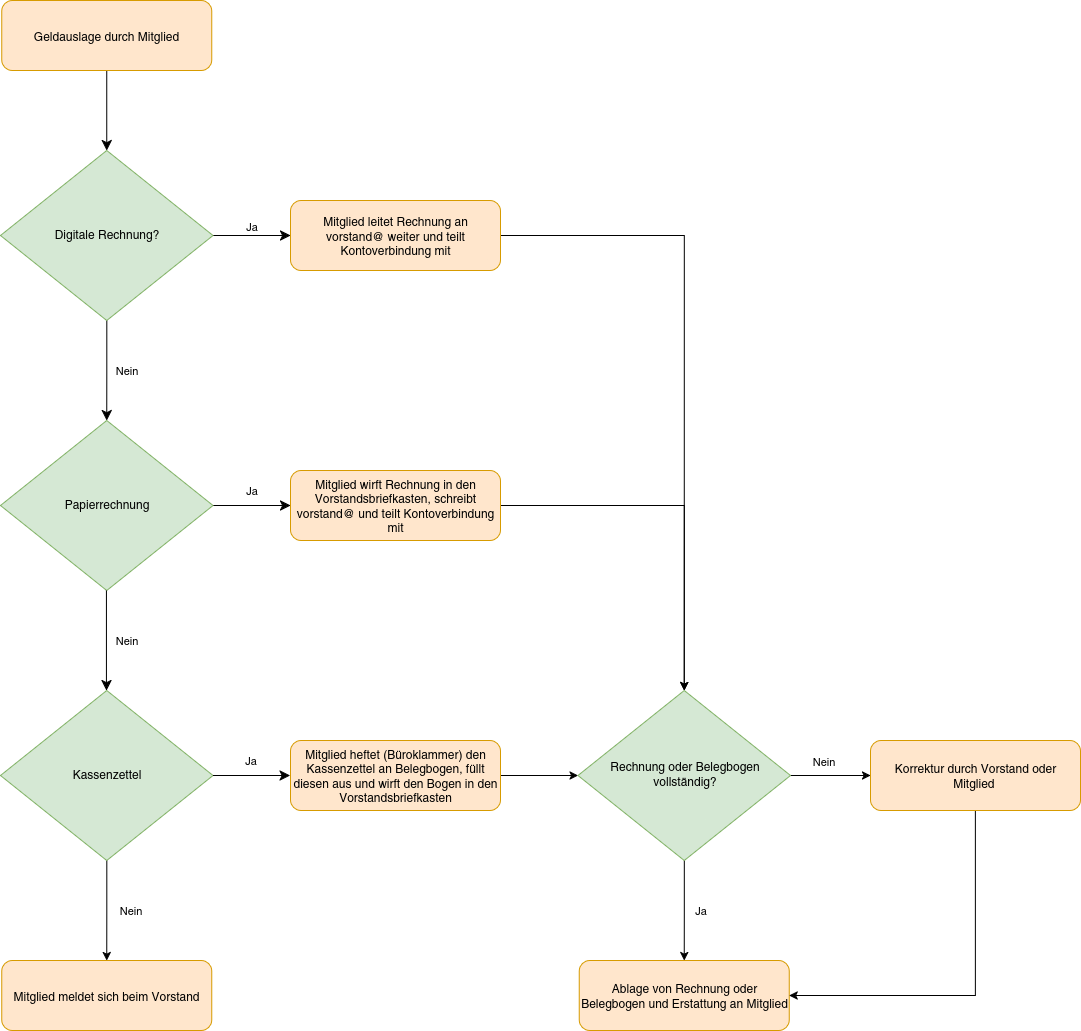 Geldauslage durch Mitglied
Digitale Rechnung?
Ja
Mitglied leitet Rechnung an
vorstand@ weiter und teilt
Kontoverbindung mit
Nein
Papierrechnung
Ja
Mitglied wirft Rechnung in den
Vorstandsbriefkasten, schreibt
vorstand@ und teilt Kontoverbindung
mit
Nein
Kassenzettel
Ja
Mitglied heftet (Büroklammer) den
Kassenzettel an Belegbogen, füllt
diesen aus und wirft den Bogen in den
Vorstandsbriefkasten
Rechnung oder Belegbogen
vollständig?
Nein
Korrektur durch Vorstand oder
Mitglied
Nein
Ja
Mitglied meldet sich beim Vorstand
Ablage von Rechnung oder
Belegbogen und Erstattung an Mitglied